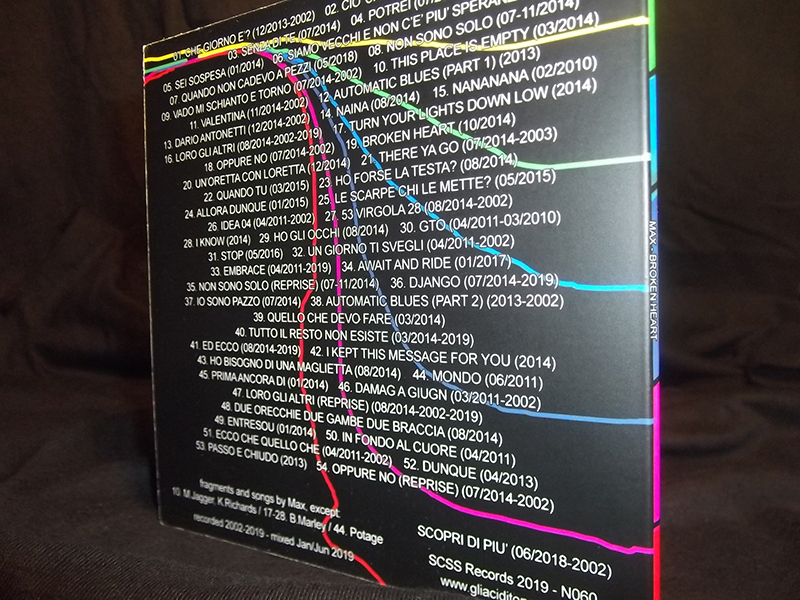 01. CHE GIORNO E'? (12/2013-2002) 02.
03. SENZA DI TE (07/2014) 04. POTREI
05. SEI SOSPESA (01/2014) 06. SIAMO VECCHI E NON C'E' PIU'
07. QUANDO NON CADEVO A PEZZI (05/2018) 08. NON SONO SOLO (07-11/2014)
09. VADO MI SCHIANTO E TORNO (07/2014-2002) 10. THIS PLACE IS EMPTY (03/2014)
11. VALENTINA (11/2014-2002) 12. AUTOMATIC BLUES (PART 1) (2013)
13. DARIO ANTONETTI (12/2014-2002) 14. NAINA (08/2014) 15. NANANANA (02/2010)
16. LORO GLI ALTRI (08/2014-2002-2019) 17. TURN YOUR LIGHTS DOWN LOW (2014)
18. OPPURE NO (07/2014-2002) 19. BROKEN HEART (10/2014)
20. UN'ORETTA CON LORETTA (12/2014) 21. THERE YA GO (07/2014-2003)
22. QUANDO TU (03/2015) 23. HO FORSE LA TESTA? (08/2014)
24. ALLORA DUNQUE (01/2015) 25. LE SCARPE CHI LE METTE? (05/2015)
26. IDEA 04 (04/2011-2002) 27. 53 VIRGOLA 28 (08/2014-2002)
28. I KNOW (2014) 29. HO GLI OCCHI (08/2014) 30. GTO (04/2011-03/2010)
31. STOP (05/2016) 32. UN GIORNO TI SVEGLI (04/2011-2002)
33. EMBRACE (04/2011-2019) 34. AWAIT AND RIDE (01/2017)
35. NON SONO SOLO (REPRISE) (07-11/2014) 36. DJANGO (07/2014-2019)
37. IO SONO PAZZO (07/2014) 38. AUTOMATIC BLUES (PART 2) (2013-2002)
39. QUELLO CHE DEVO FARE (03/2014)
40. TUTTO IL RESTO NON ESISTE (03/2014-2019)
41. ED ECCO (08/2014-2019) 42. I KEPT THIS MESSAGE FOR YOU (2014)
43. HO BISOGNO DI UNA MAGLIETTA (08/2014) 44. MONDO (06/2011)
45. PRIMA ANCORA DI (01/2014) 46. DAMAG A GIUGN (03/2011-2002)
47. LORO GLI ALTRI (REPRISE) (08/2014-2002-2019)
48. DUE ORECCHIE DUE GAMBE DUE BRACCIA (08/2014)
49. ENTRESOU (01/2014) 50. IN FONDO AL CUORE (04/2011)
51. ECCO CHE QUELLO CHE (04/2011-2002) 52. DUNQUE (04/2013)
53. PASSO E CHIUDO (2013) 54. OPPURE NO (REPRISE) (07/2014-2002)
fragments and songs by Max, except
10. M.Jagger, K.Richards / 17-28. B.Marley / 44. Potage
recorded 2002-2019 - mixed Jan/Jun 2019
SCOPRI DI PIU' (06/2018-2002)
SCSS Records 2019 - N060
MAX - BROKEN HEART